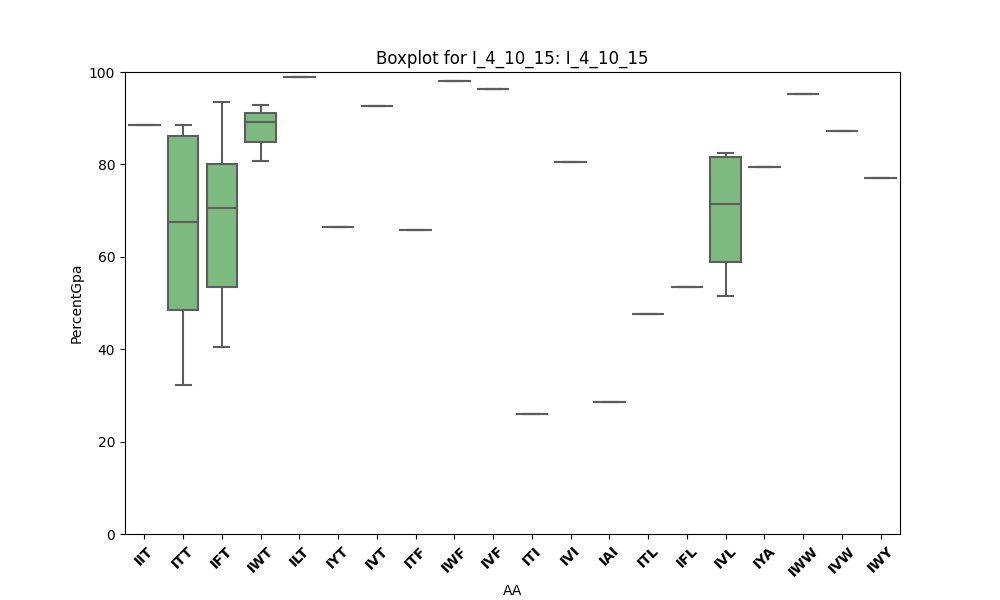 Boxplot for I_4_10_15: I_4_10_15
100
80
60
40
20
0
PercentGpa
IIT ITT IFT IWT ILT IYT IVT ITF IWF IVF ITI IVI IAI ITL IFL IVL IYA IWW IVW IWY
AA